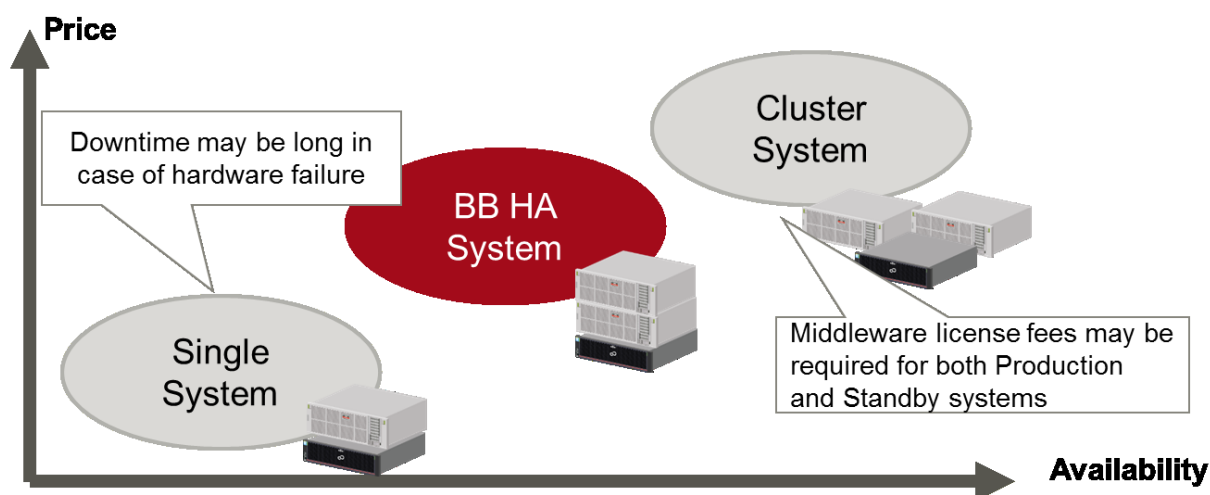 Price
Downtime may be long in
case of hardware failure
Cluster
System
BB HA
System
Single
System
Middleware license fees may be
required for both Production
and Standby systems
Availability